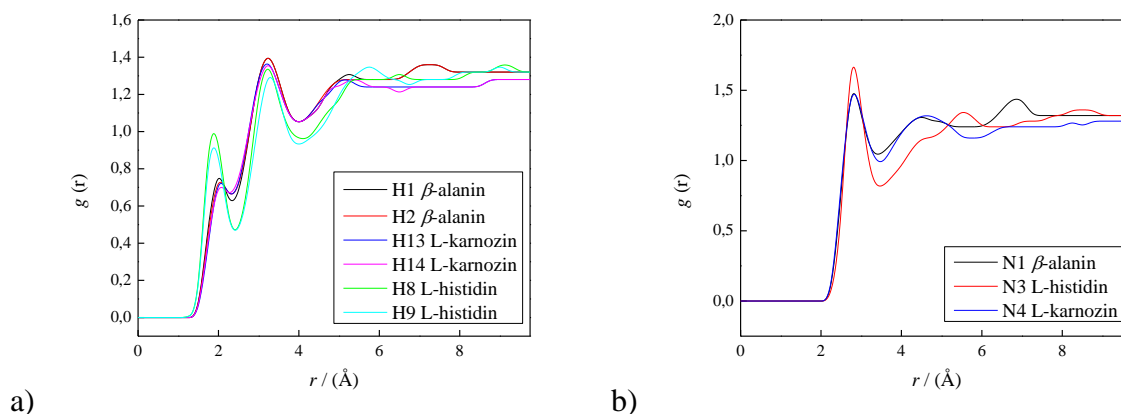 1,6
1,4
1,2
1,0
0,8
0,6
0,4
0,2
0,0
g (r)
H1 β-alanin
H2 β-alanin
H13 L-karnozin
H14 L-karnozin
H8 L-histidin
H9 L-histidin
0 2 4 6 8
r / (Å)
a)
2,0
1,5
1,0
0,5
0,0
g (r)
N1 β-alanin
N3 L-histidin
N4 L-karnozin
0 2 4 6 8
r / (Å)
b)